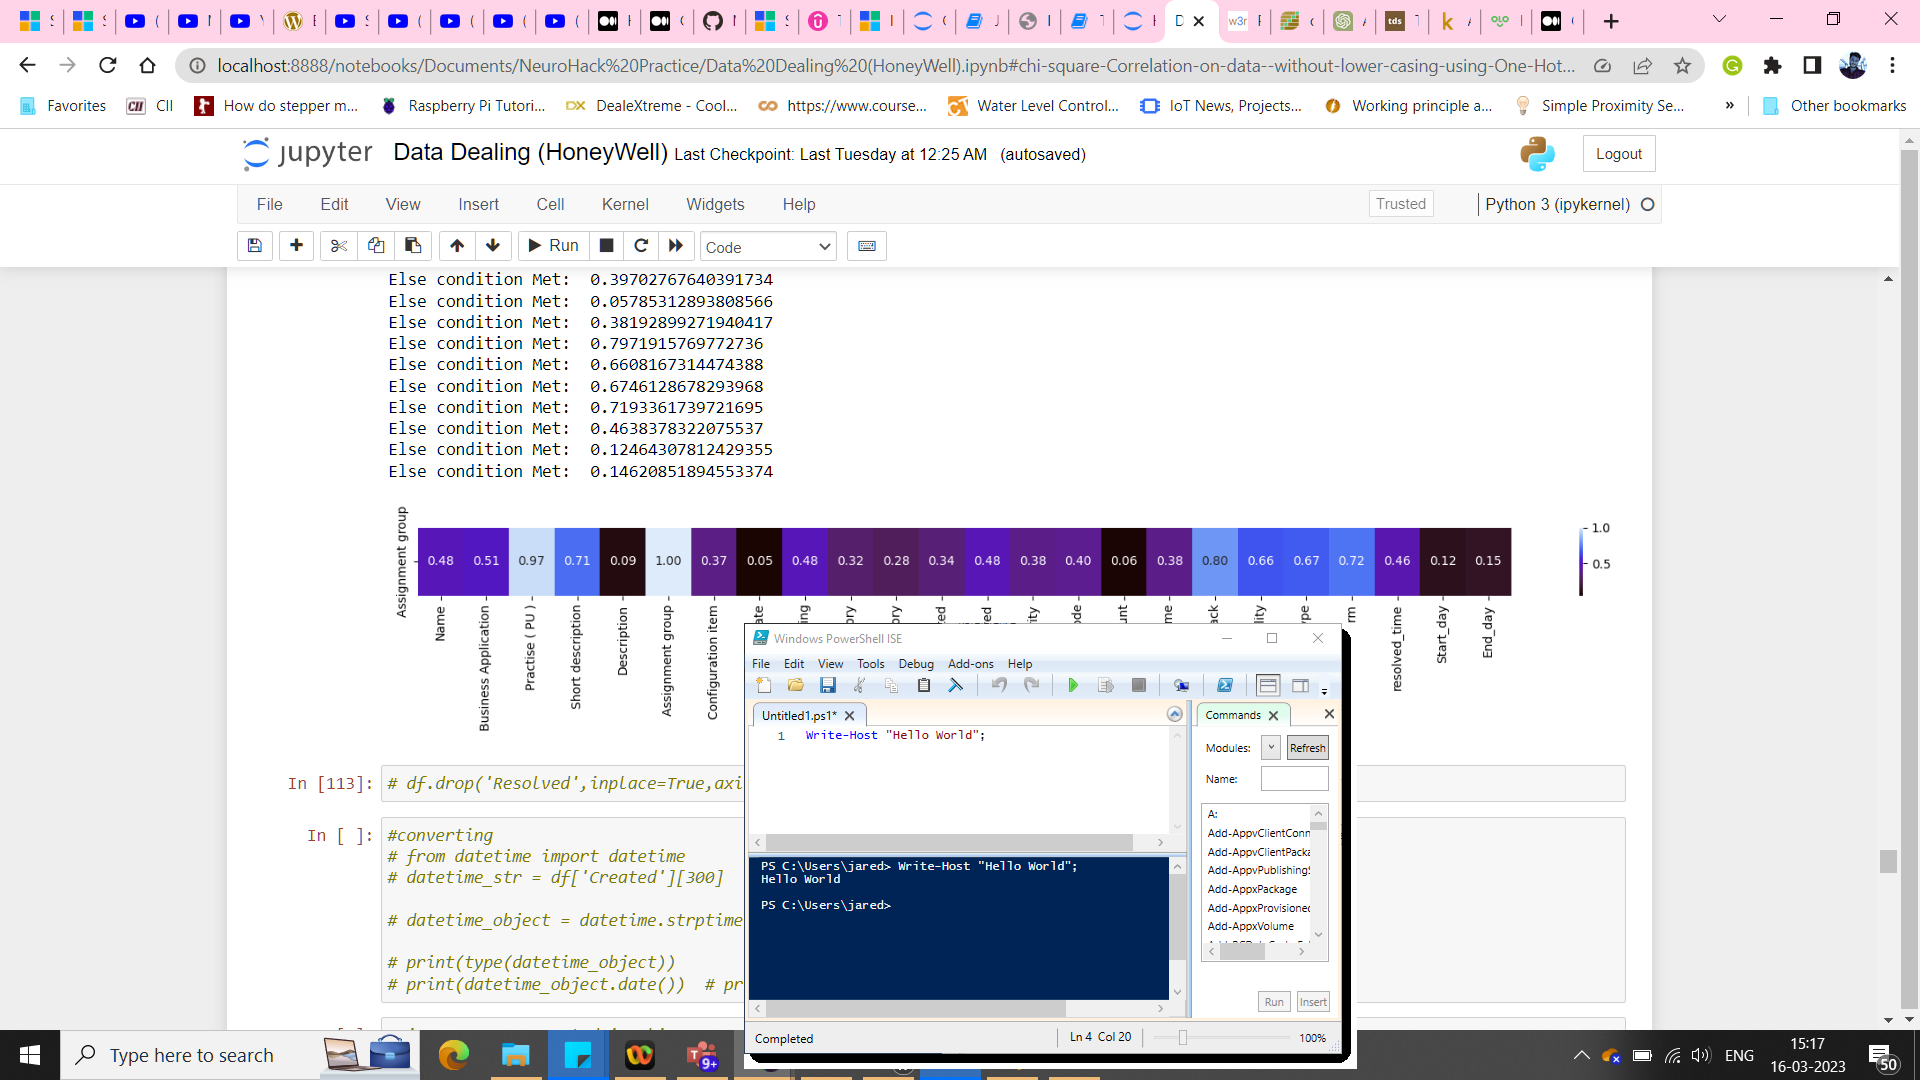 localhost:8888/notebooks/Documents/NeuroHack%20Practice/Data%20Dealing%20(HoneyWell).ipynb#chi-square-Correlation-on-data--without-lower-casing-using-One-Hot...
Favorites CII How do stepper m... Raspberry Pi Tutori... DX DealeXtreme - Cool... https://www.course... Water Level Control... IoT News, Projects... Working principle a... Simple Proximity Se... » Other bookmarks
jupyter Data Dealing (HoneyWell) Last Checkpoint: Last Tuesday at 12:25 AM (autosaved) Logout
File Edit View Insert Cell Kernel Widgets Help Trusted Python 3 (ipykernel)
Run Code
Else condition Met: 0.39702767640391734
Else condition Met: 0.05785312893808566
Else condition Met: 0.38192899271940417
Else condition Met: 0.7971915769772736
Else condition Met: 0.6608167314474388
Else condition Met: 0.6746128678293968
Else condition Met: 0.7193361739721695
Else condition Met: 0.4638378322075537
Else condition Met: 0.12464307812429355
Else condition Met: 0.14620851894553374
Assignment group
0.48 0.51 0.97 0.71 0.09 1.00 0.37 0.05 0.48 0.32 0.28 0.34 0.48 0.38 0.40 0.06 0.38 0.80 0.66 0.67 0.72 0.46 0.12 0.15
1.0
0.5
Name
Business Application
Practise ( PU )
Short description
Description
Assignment group
Configuration item
ate
ing
ory
ory
ed
ed
ity
ode
unt
me
ack
lity
ype
rm
resolved_time
Start_day
End_day
Windows PowerShell ISE
File Edit View Tools Debug Add-ons Help
Untitled1.ps1*
1 Write-Host "Hello World";
PS C:\Users\jared> Write-Host "Hello World";
Hello World
PS C:\Users\jared>
Commands
Modules: Refresh
Name:
A:
Add-AppvClientConn
Add-AppvClientPacka
Add-AppvPublishingS
Add-AppxPackage
Add-AppxProvisioned
Add-AppxVolume
Run Insert
Completed Ln 4 Col 20 100%
In [113]: # df.drop('Resolved',inplace=True,axi
In [ ]: #converting
# from datetime import datetime
# datetime_str = df['Created'][300]
# datetime_object = datetime.strptime
# print(type(datetime_object))
# print(datetime_object.date()) # pr
Type here to search 9+ ENG 15:17
16-03-2023 50